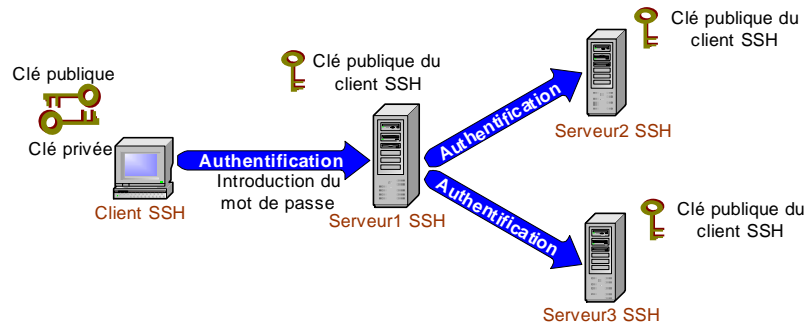 Clé publique
Clé privée
Client SSH
Authentification
Introduction du
mot de passe
Clé publique du
client SSH
Serveur1 SSH
Authentification
Authentification
Clé publique du
client SSH
Serveur2 SSH
Clé publique du
client SSH
Serveur3 SSH